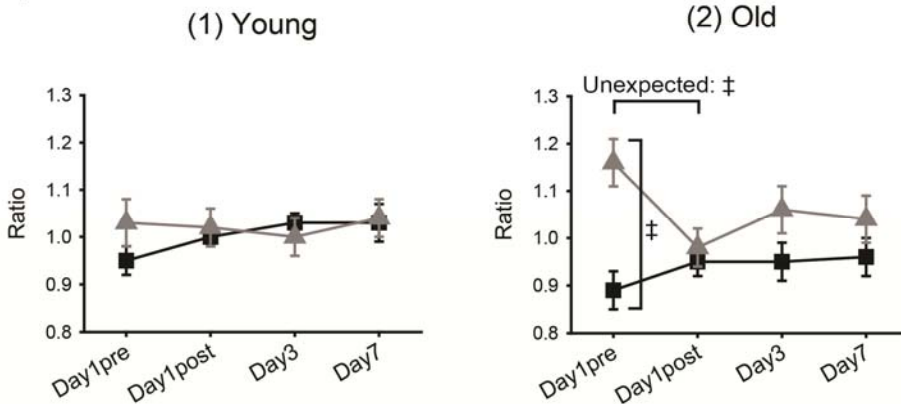 (1) Young
Ratio
1.3
1.2
1.1
1.0
0.9
0.8
Day1pre
Day1post
Day3
Day7
(2) Old
Unexpected: ‡
Ratio
1.3
1.2
1.1
1.0
0.9
0.8
‡
Day1pre
Day1post
Day3
Day7